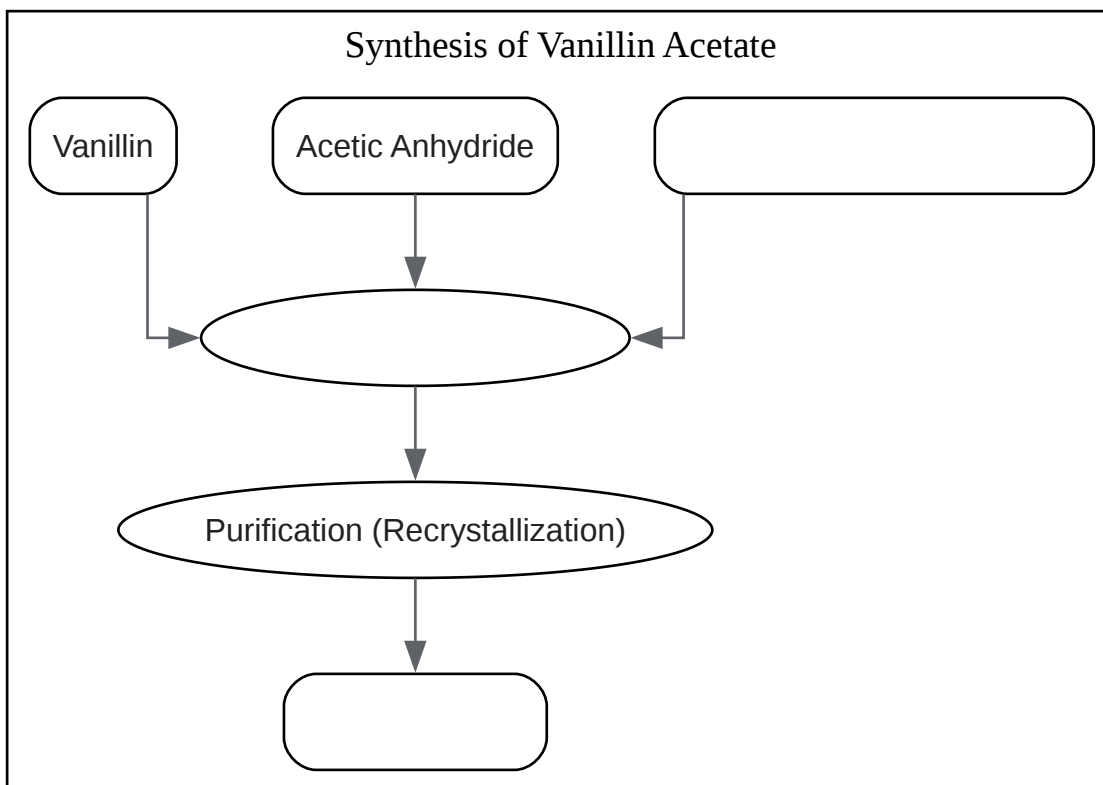 Synthesis of Vanillin Acetate
Vanillin
Acetic Anhydride
Purification (Recrystallization)